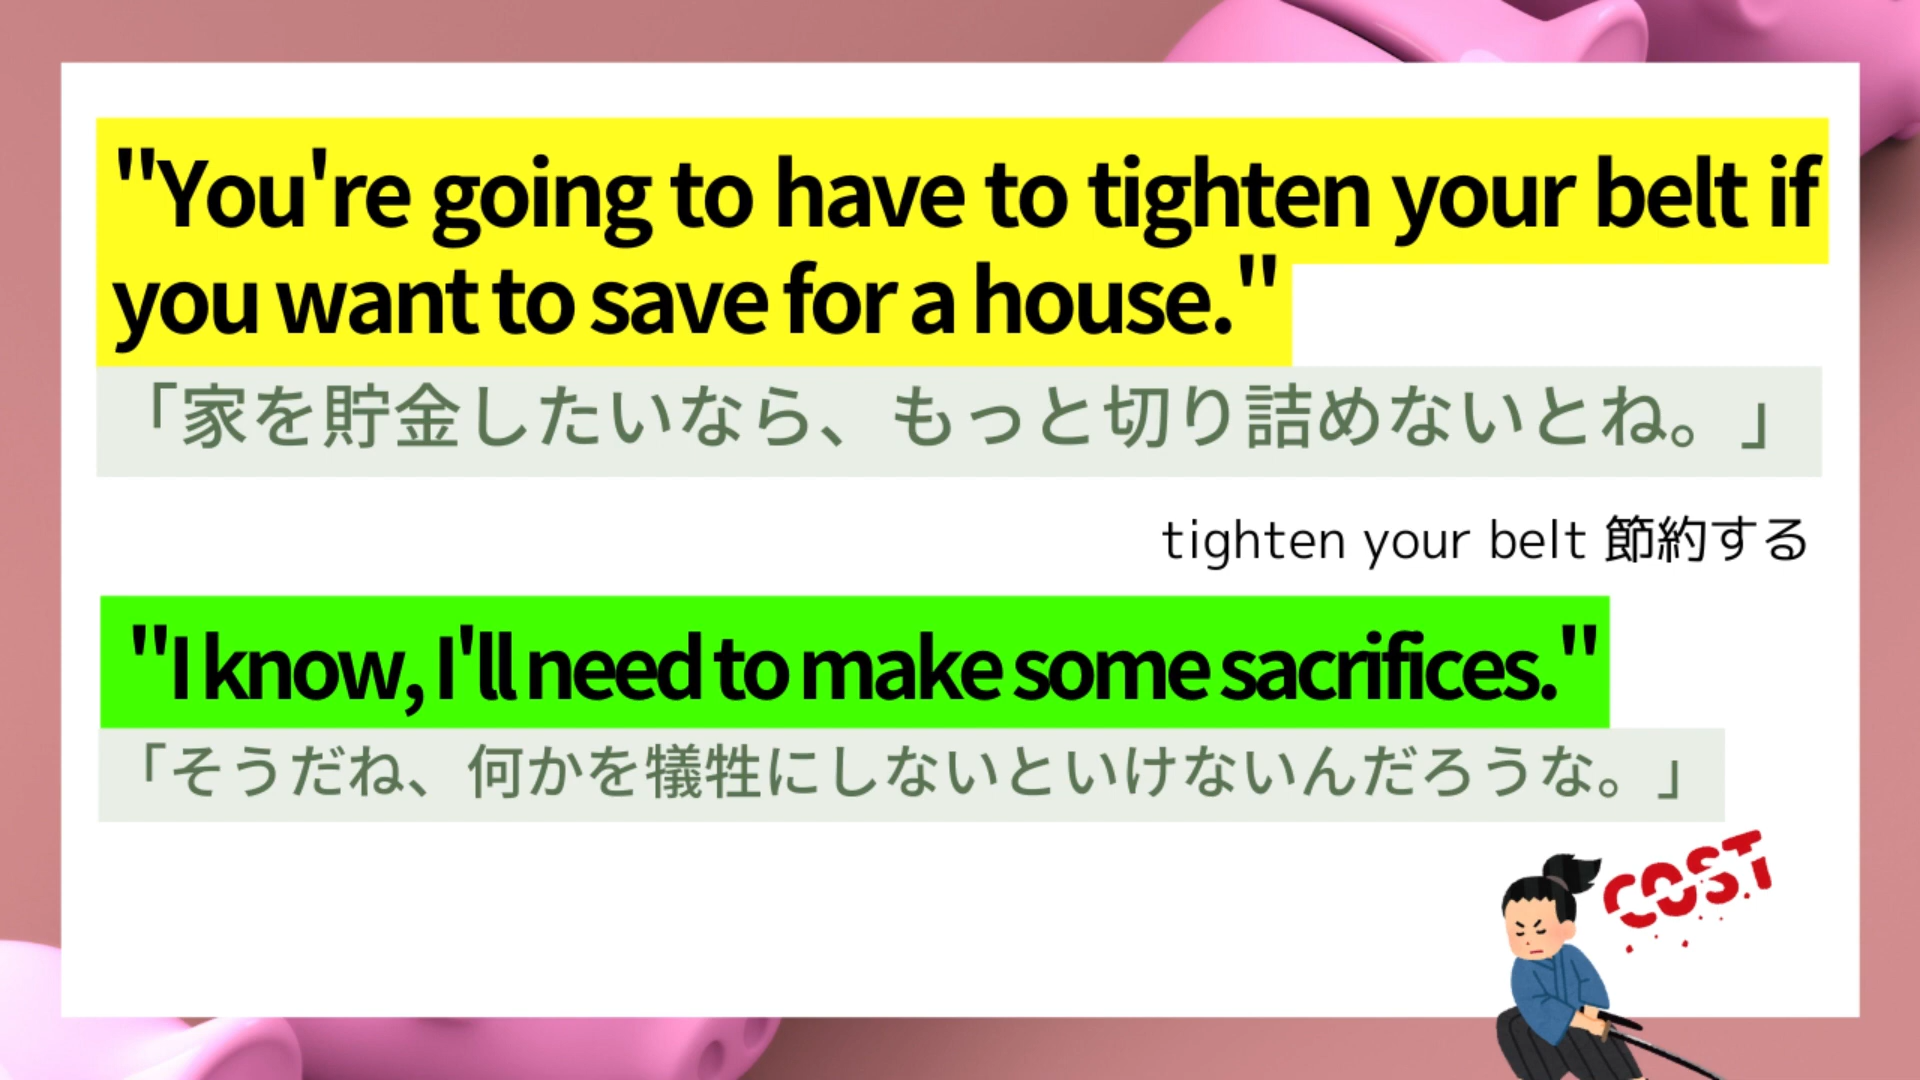 "You're going to have to tighten your belt if
you want to save for a house."
「家を貯金したいなら、もっと切り詰めないとね。」
tighten your belt 節約する
"I know, I'll need to make some sacrifices."
「そうだね、何かを犠牲にしないといけないんだろうな。」
COST